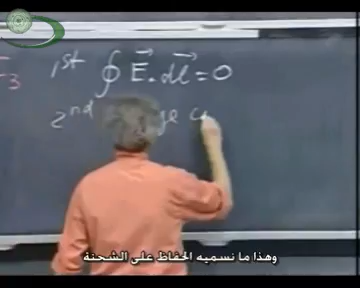 1st ∮ E⃗ . dl⃗ = 0
2nd
وهذا ما نسميه الحفاظ على الشحنة